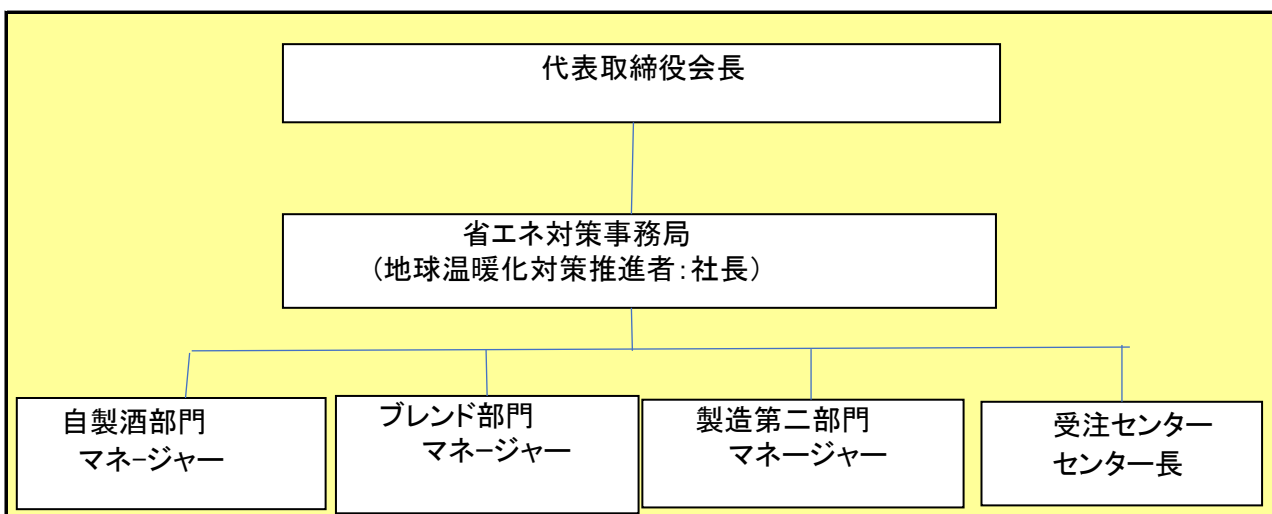 代表取締役会長
省エネ対策事務局
（地球温暖化対策推進者：社長）
自製酒部門
マネージャー
ブレンド部門
マネージャー
製造第二部門
マネージャー
受注センター
センター長